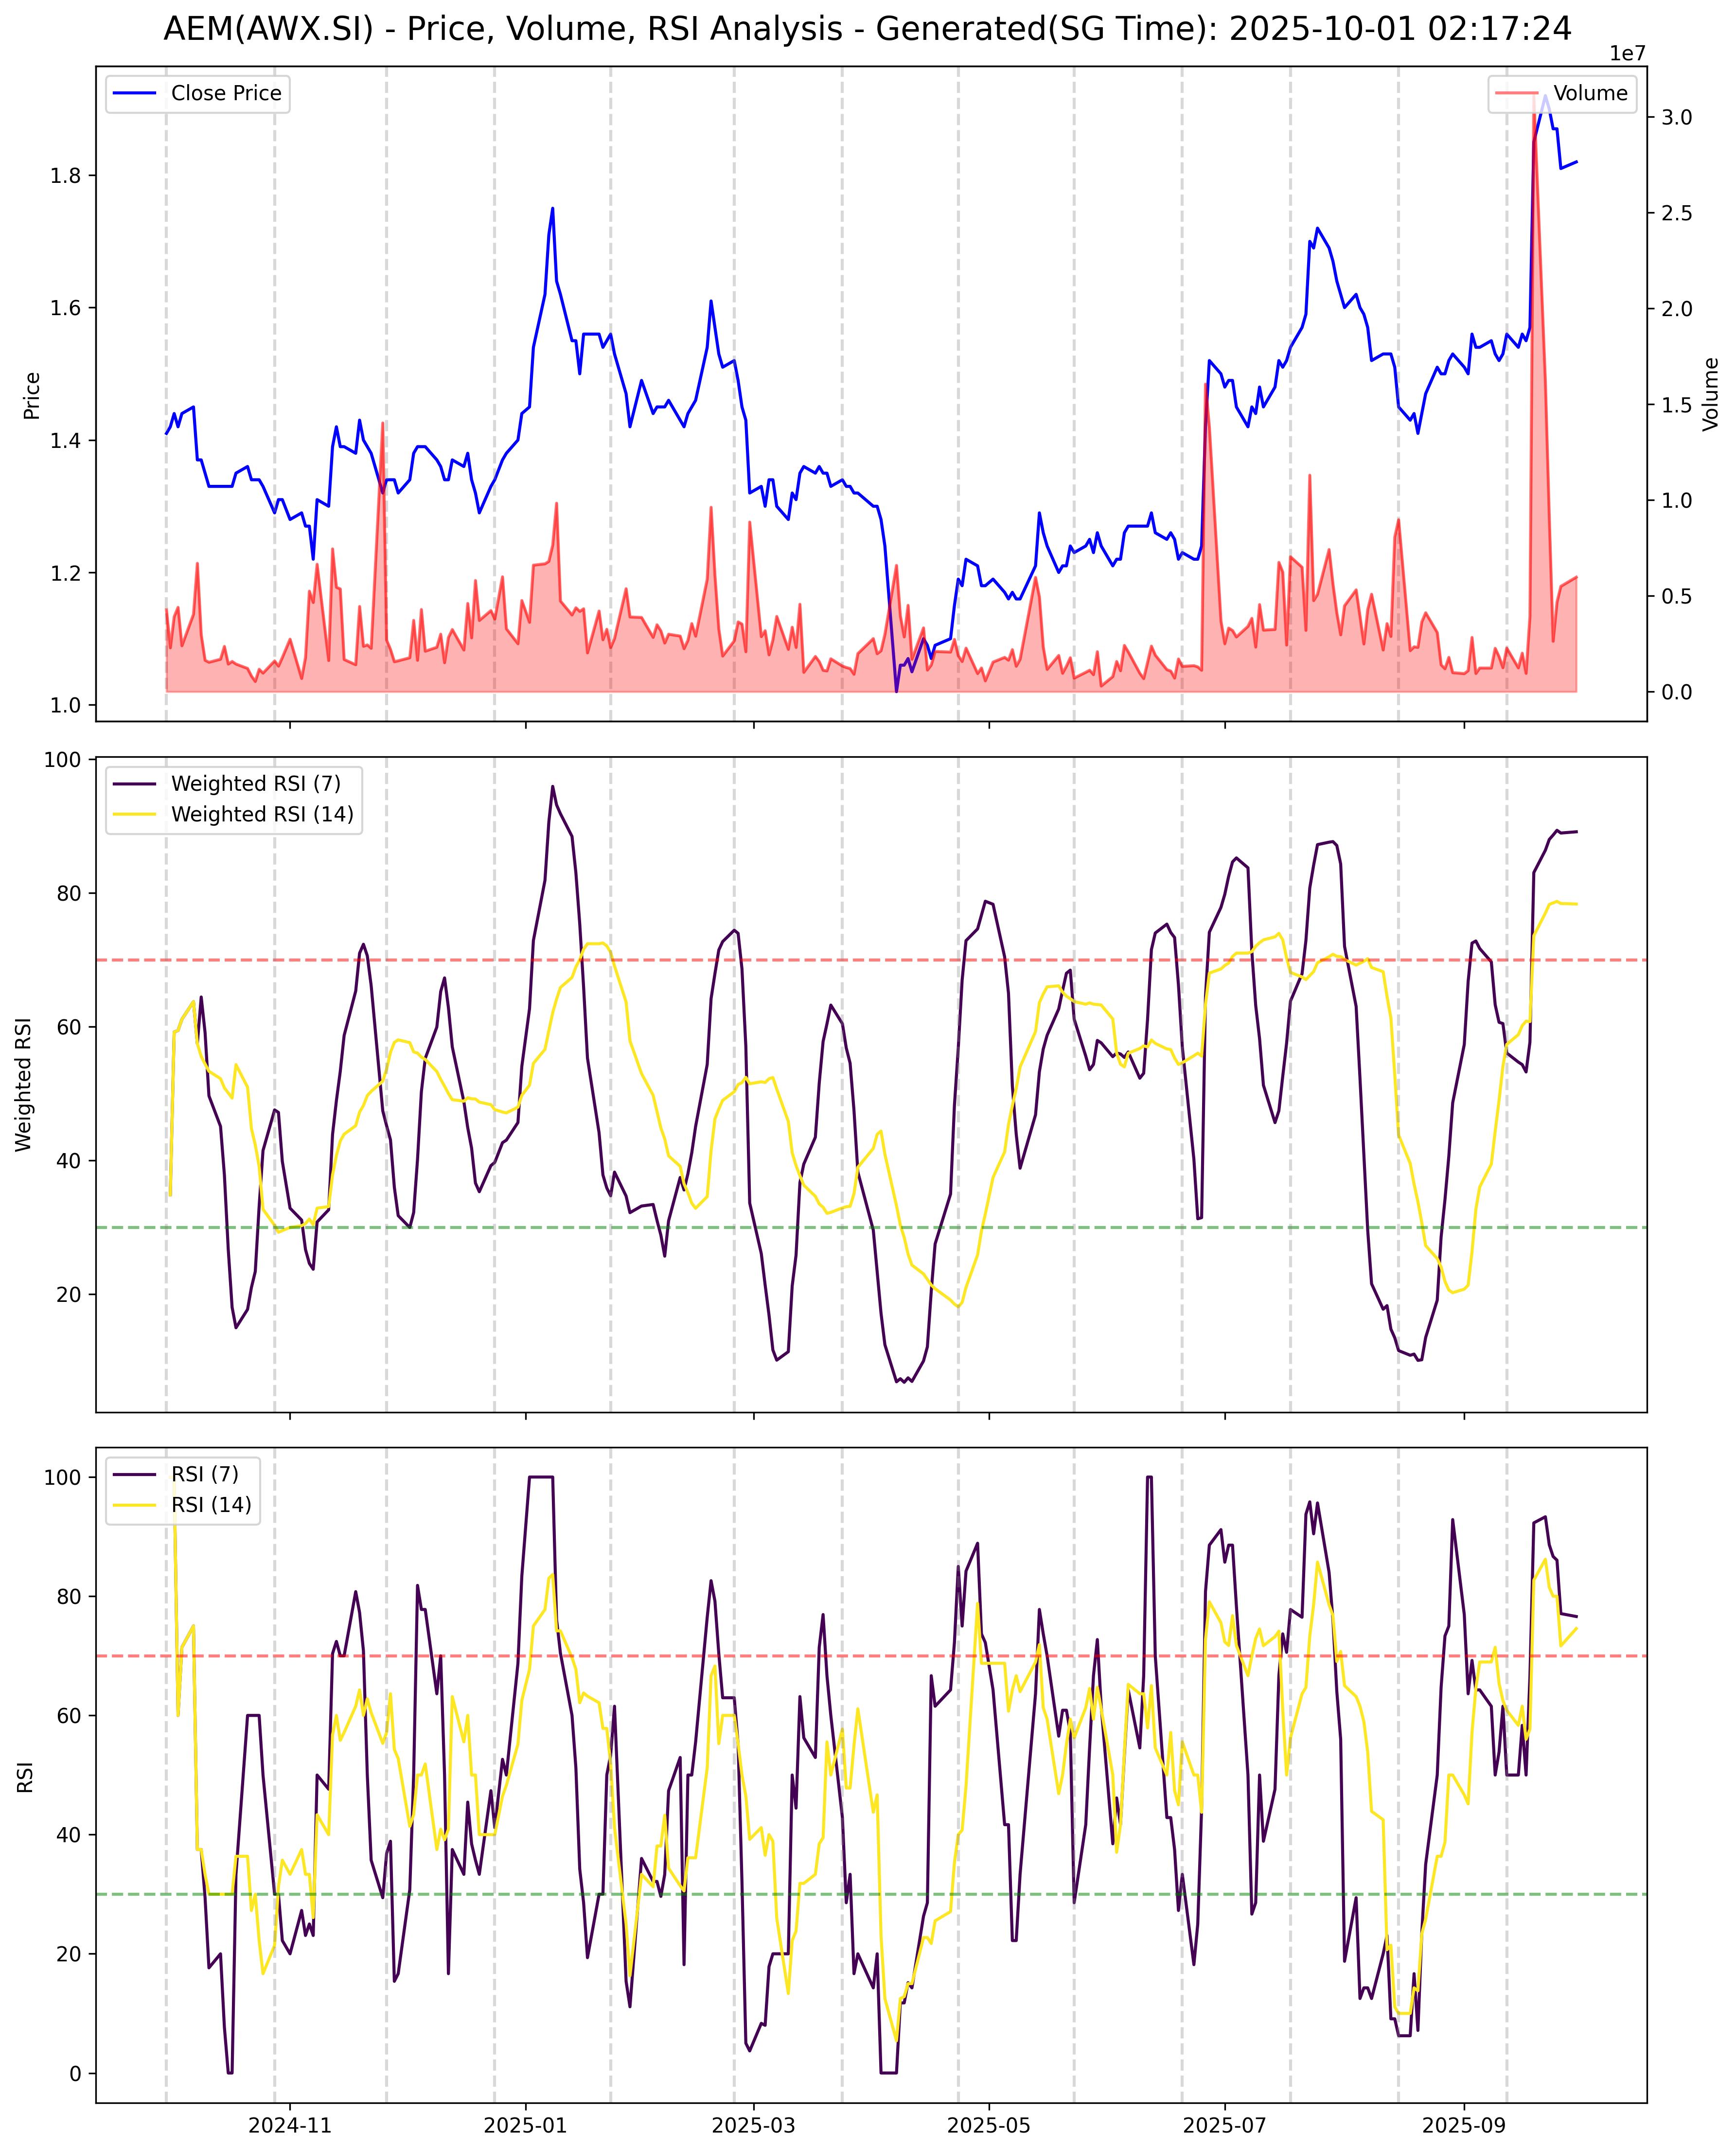 AEM(AWX.SI) - Price, Volume, RSI Analysis - Generated(SG Time): 2025-10-01 02:17:24
1e7
Close Price
Volume
3.0
1.8
2.5
1.6
2.0
Price
Volume
1.5
1.4
1.0
1.2
0.5
1.0
0.0
100
Weighted RSI (7)
Weighted RSI (14)
80
60
Weighted RSI
40
20
100
RSI (7)
RSI (14)
80
60
RSI
40
20
0
2024-11
2025-01
2025-03
2025-05
2025-07
2025-09